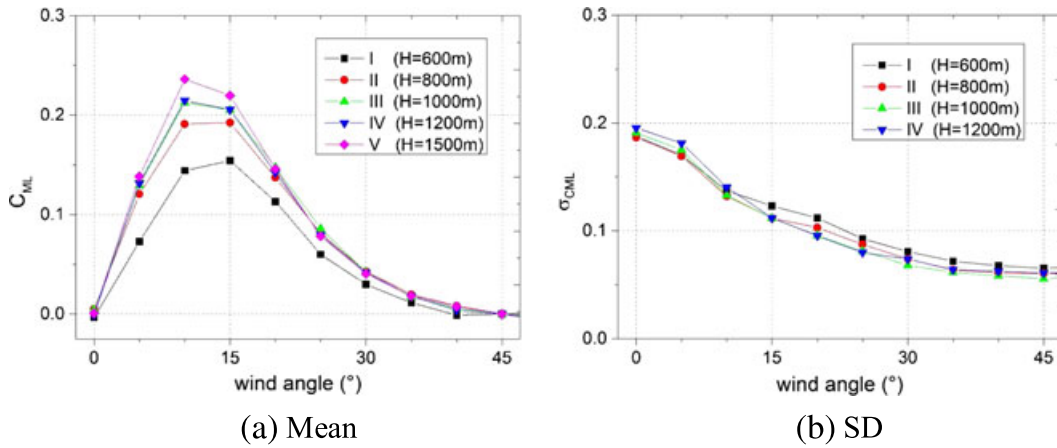 0.3
0.2
0.1
0.0
C_ML
I (H=600m)
II (H=800m)
III (H=1000m)
IV (H=1200m)
V (H=1500m)
0 15 30 45
wind angle (°)
(a) Mean
0.3
0.2
0.1
0.0
σ_CML
I (H=600m)
II (H=800m)
III (H=1000m)
IV (H=1200m)
0 15 30 45
wind angle (°)
(b) SD